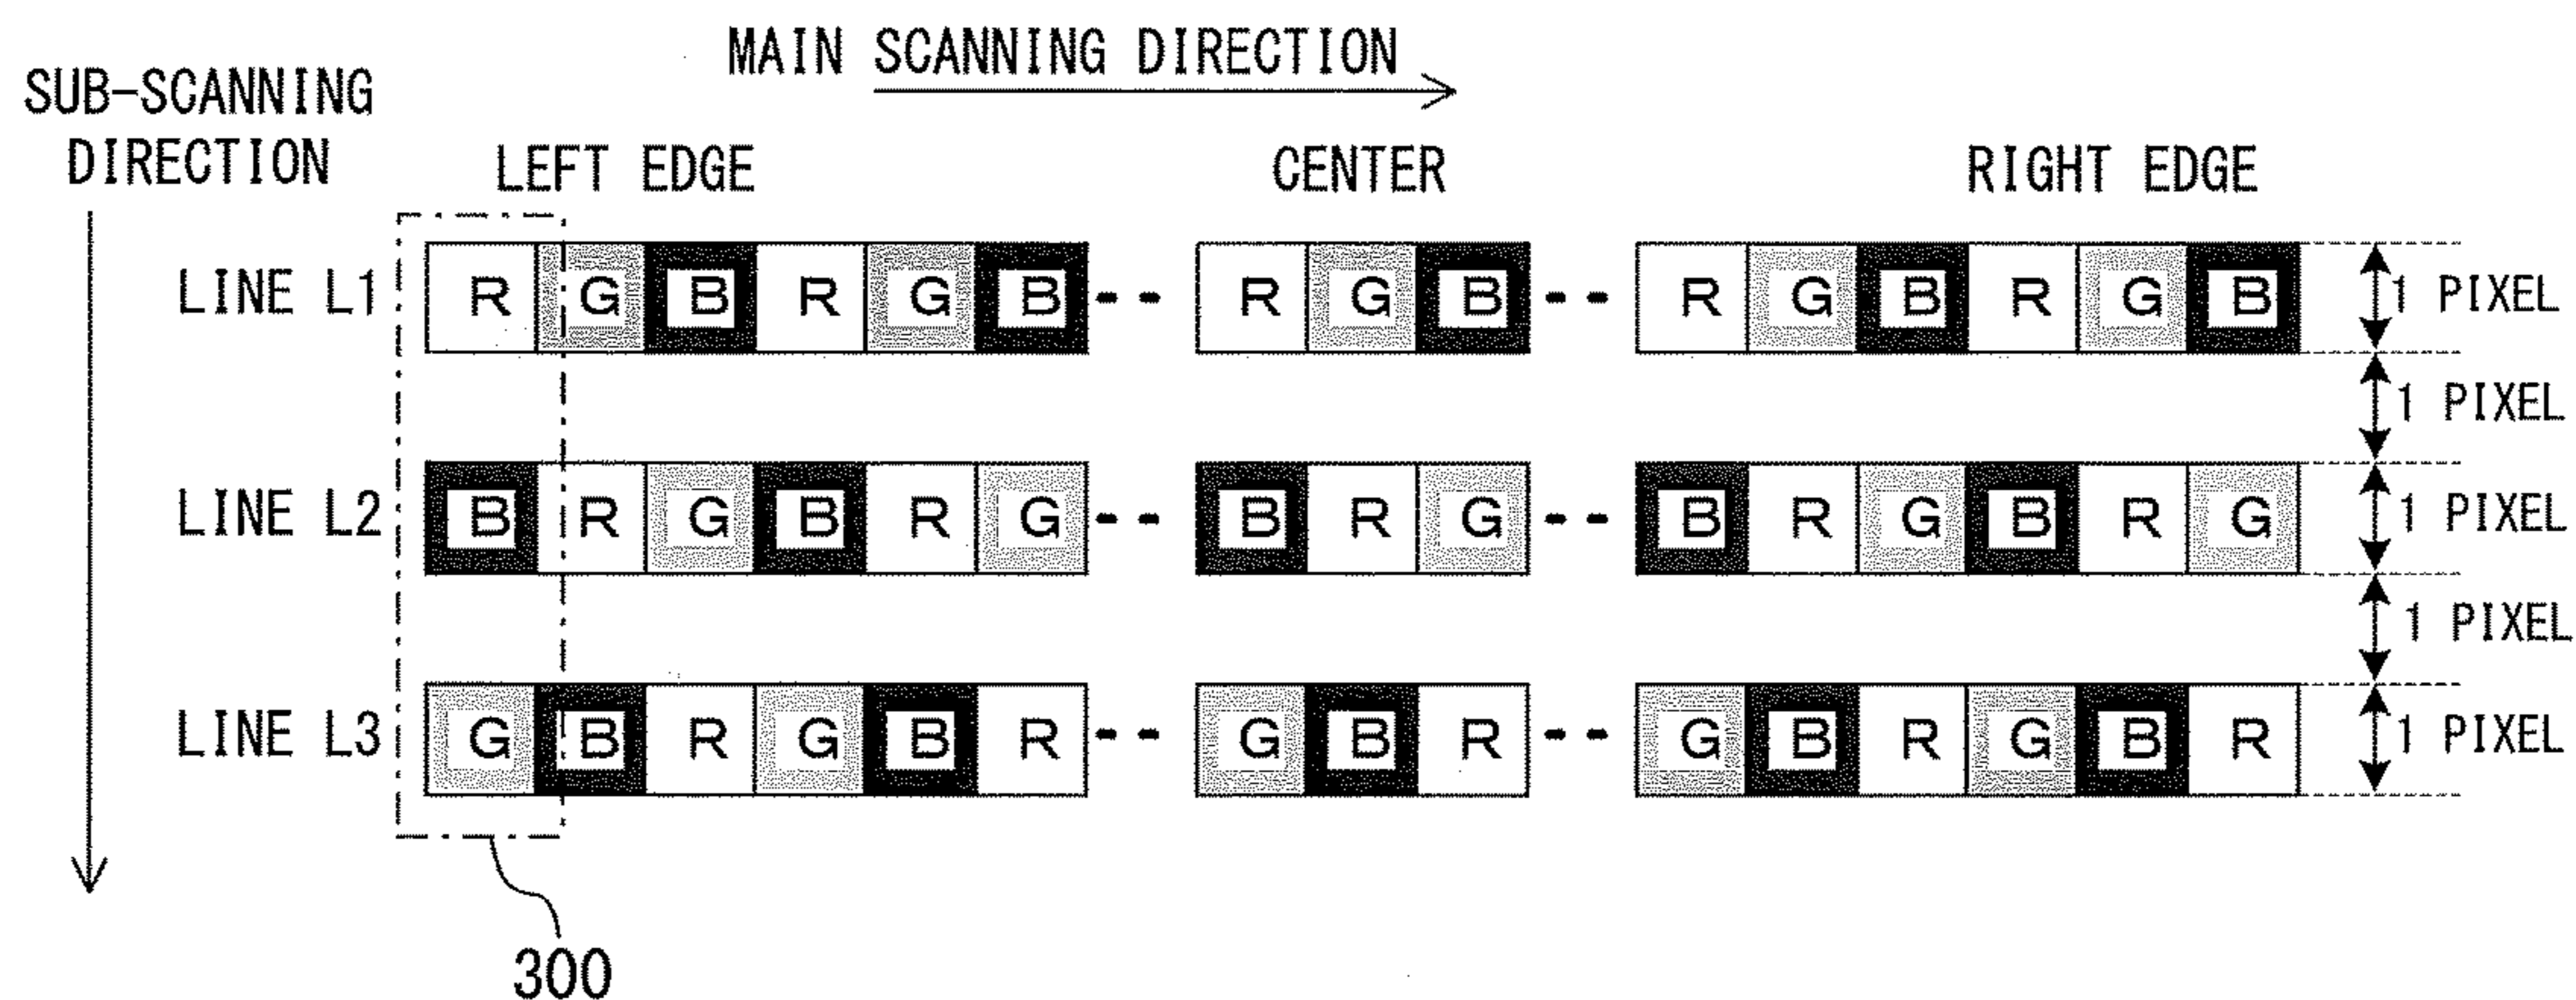 MAIN SCANNING DIRECTION
SUB-SCANNING
DIRECTION
LEFT EDGE CENTER RIGHT EDGE
LINE L1 R G B R G B -- R G B -- R G B R G B 1 PIXEL
1 PIXEL
LINE L2 B R G B R G -- B R G -- B R G B R G 1 PIXEL
1 PIXEL
LINE L3 G B R G B R -- G B R -- G B R G B R 1 PIXEL
300